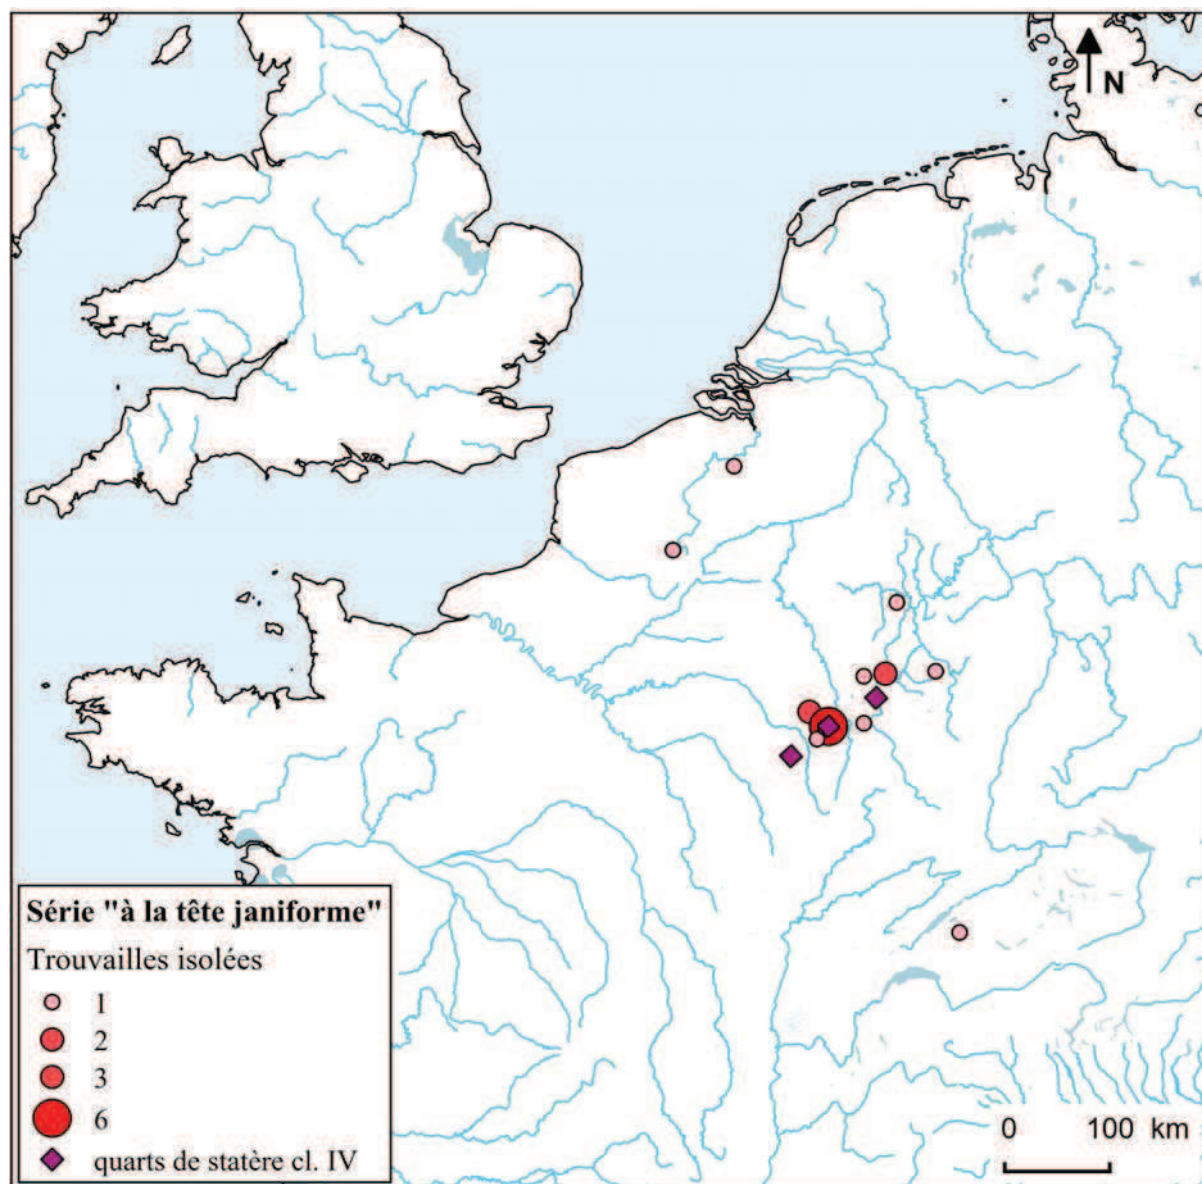 N
Série "à la tête janiforme"
Trouvailles isolées
1
2
3
6
quarts de statère cl. IV
0 100 km